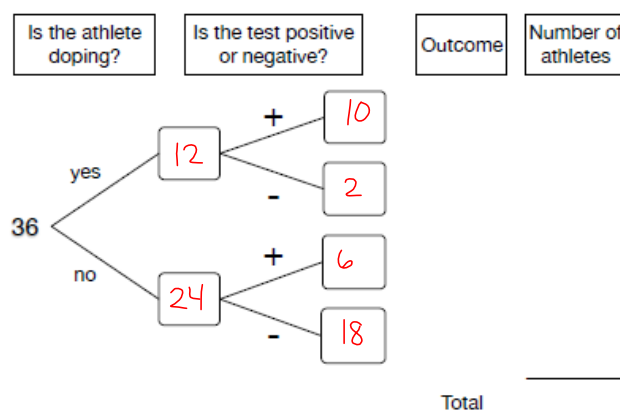 Is the athlete
doping?
Is the test positive
or negative?
Outcome
Number of
athletes
+
10
yes
12
-
2
36
no
24
+
6
-
18
Total